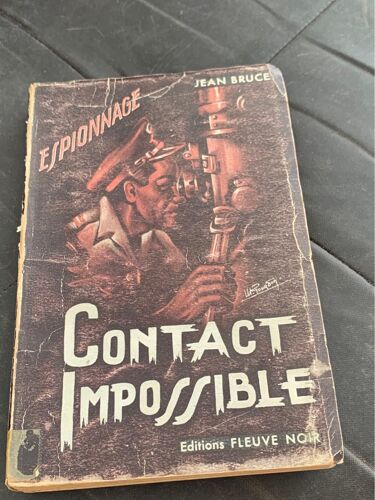 JEAN BRUCE
ESPIONNAGE
CONTACT
IMPOSSIBLE
Editions FLEUVE NOIR